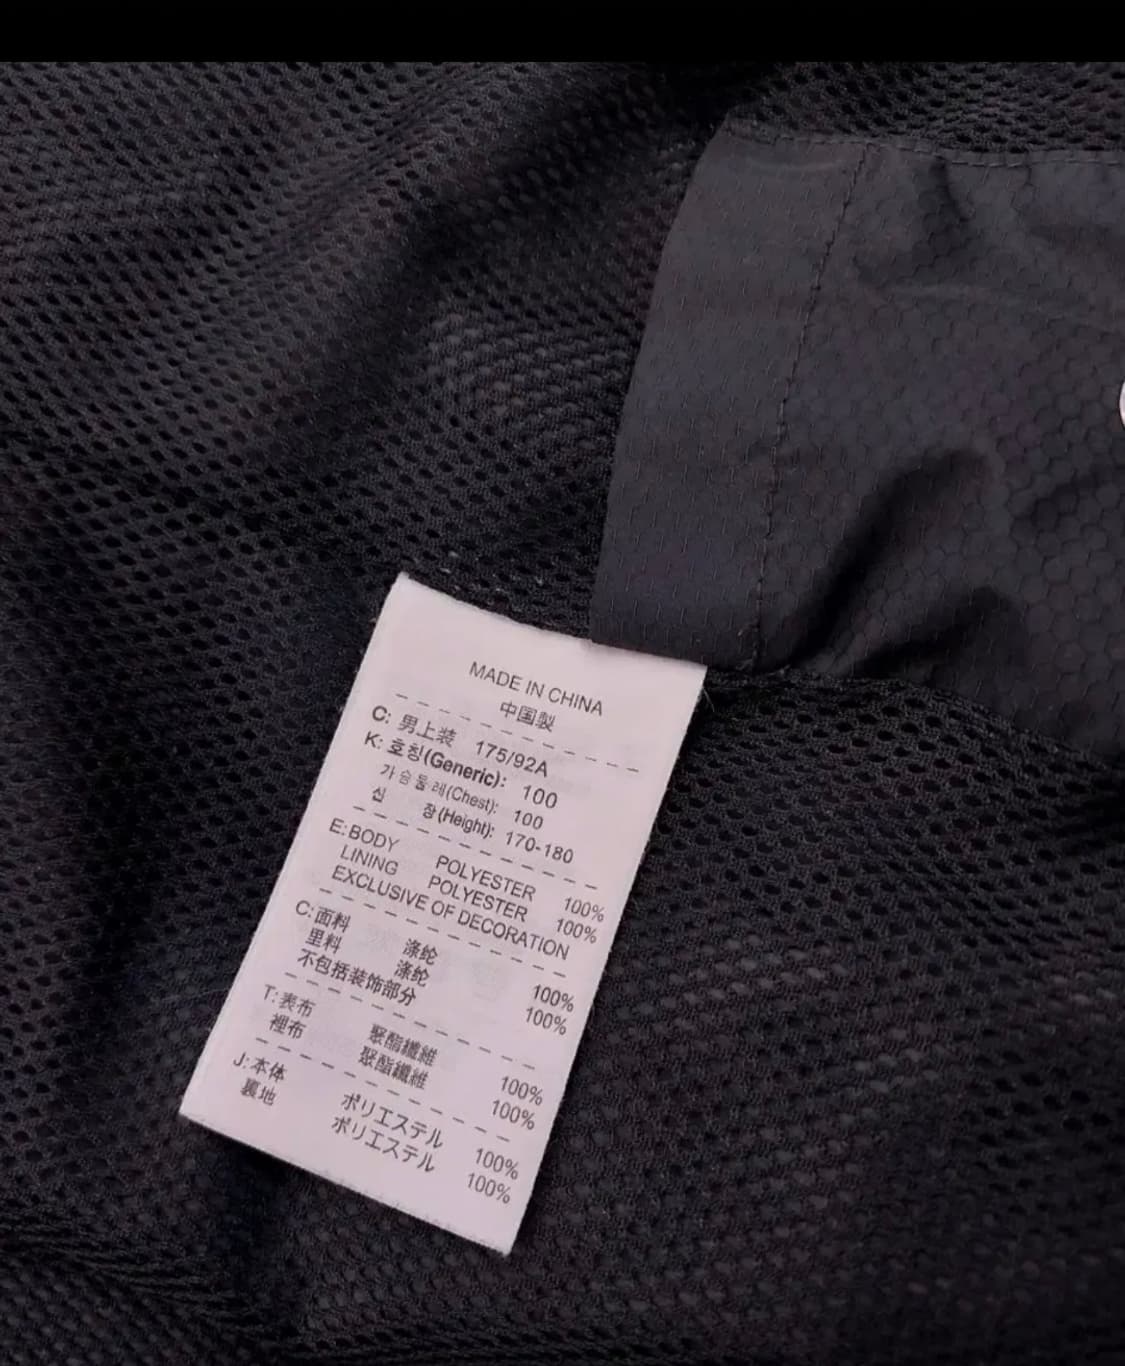 MADE IN CHINA
中国製
C: 男上装 175/92A
K: 호칭(Generic): 100
가슴둘레(Chest): 100
신 장(Height): 170-180
E: BODY POLYESTER 100%
LINING POLYESTER 100%
EXCLUSIVE OF DECORATION
C: 面料 涤纶 100%
里料 涤纶 100%
不包括装饰部分
T: 表布 聚酯纖維 100%
裡布 聚酯纖維 100%
J: 本体 ポリエステル 100%
裏地 ポリエステル 100%